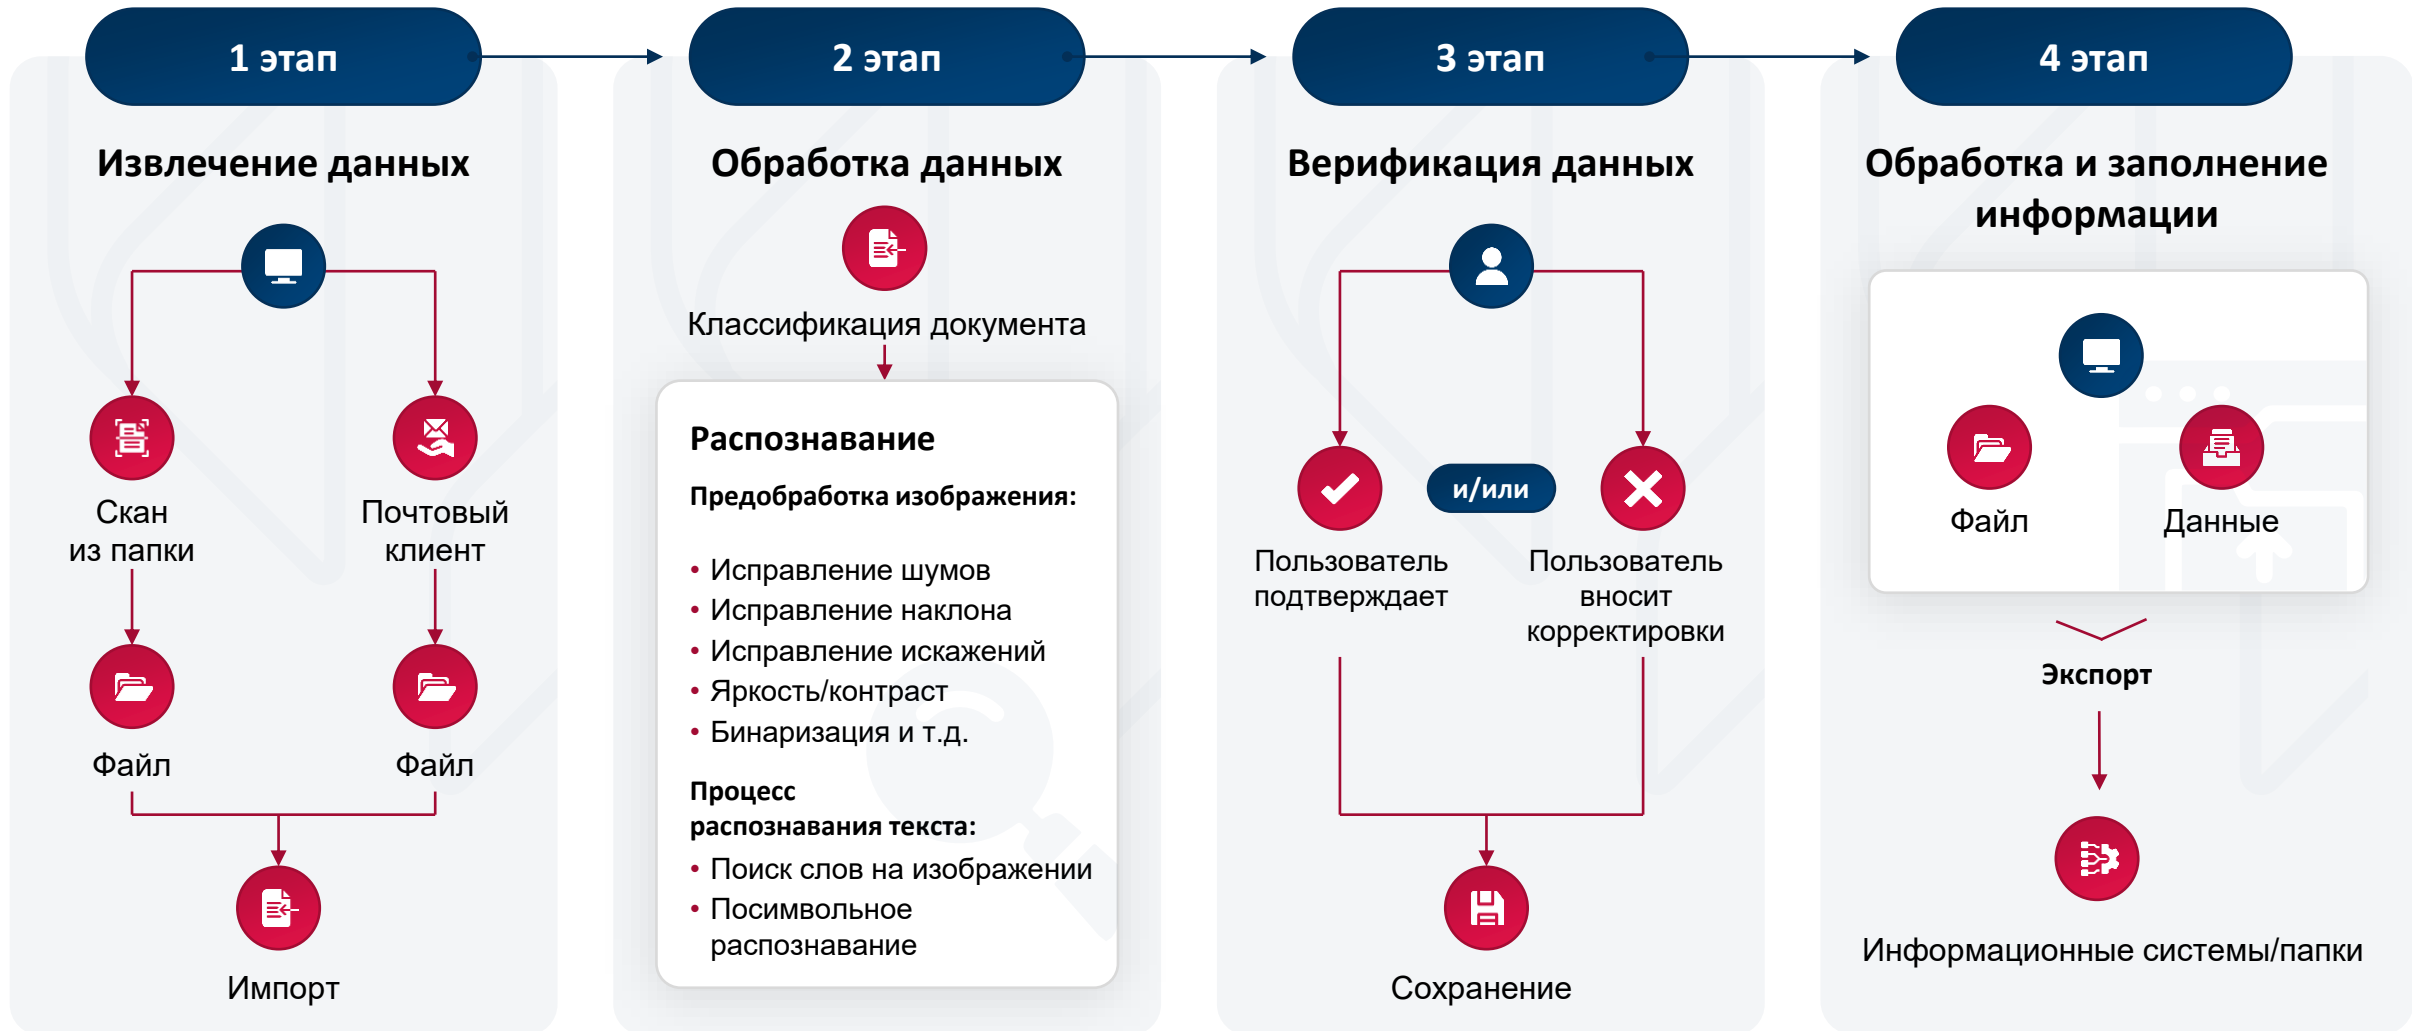 1 этап
2 этап
3 этап
4 этап
Извлечение данных
Скан
из папки
Почтовый
клиент
Файл
Файл
Импорт
Обработка данных
Классификация документа
Распознавание
Предобработка изображения:
• Исправление шумов
• Исправление наклона
• Исправление искажений
• Яркость/контраст
• Бинаризация и т.д.
Процесс
распознавания текста:
• Поиск слов на изображении
• Посимвольное
распознавание
Верификация данных
и/или
Пользователь
подтверждает
Пользователь
вносит
корректировки
Сохранение
Обработка и заполнение
информации
Файл
Данные
Экспорт
Информационные системы/папки